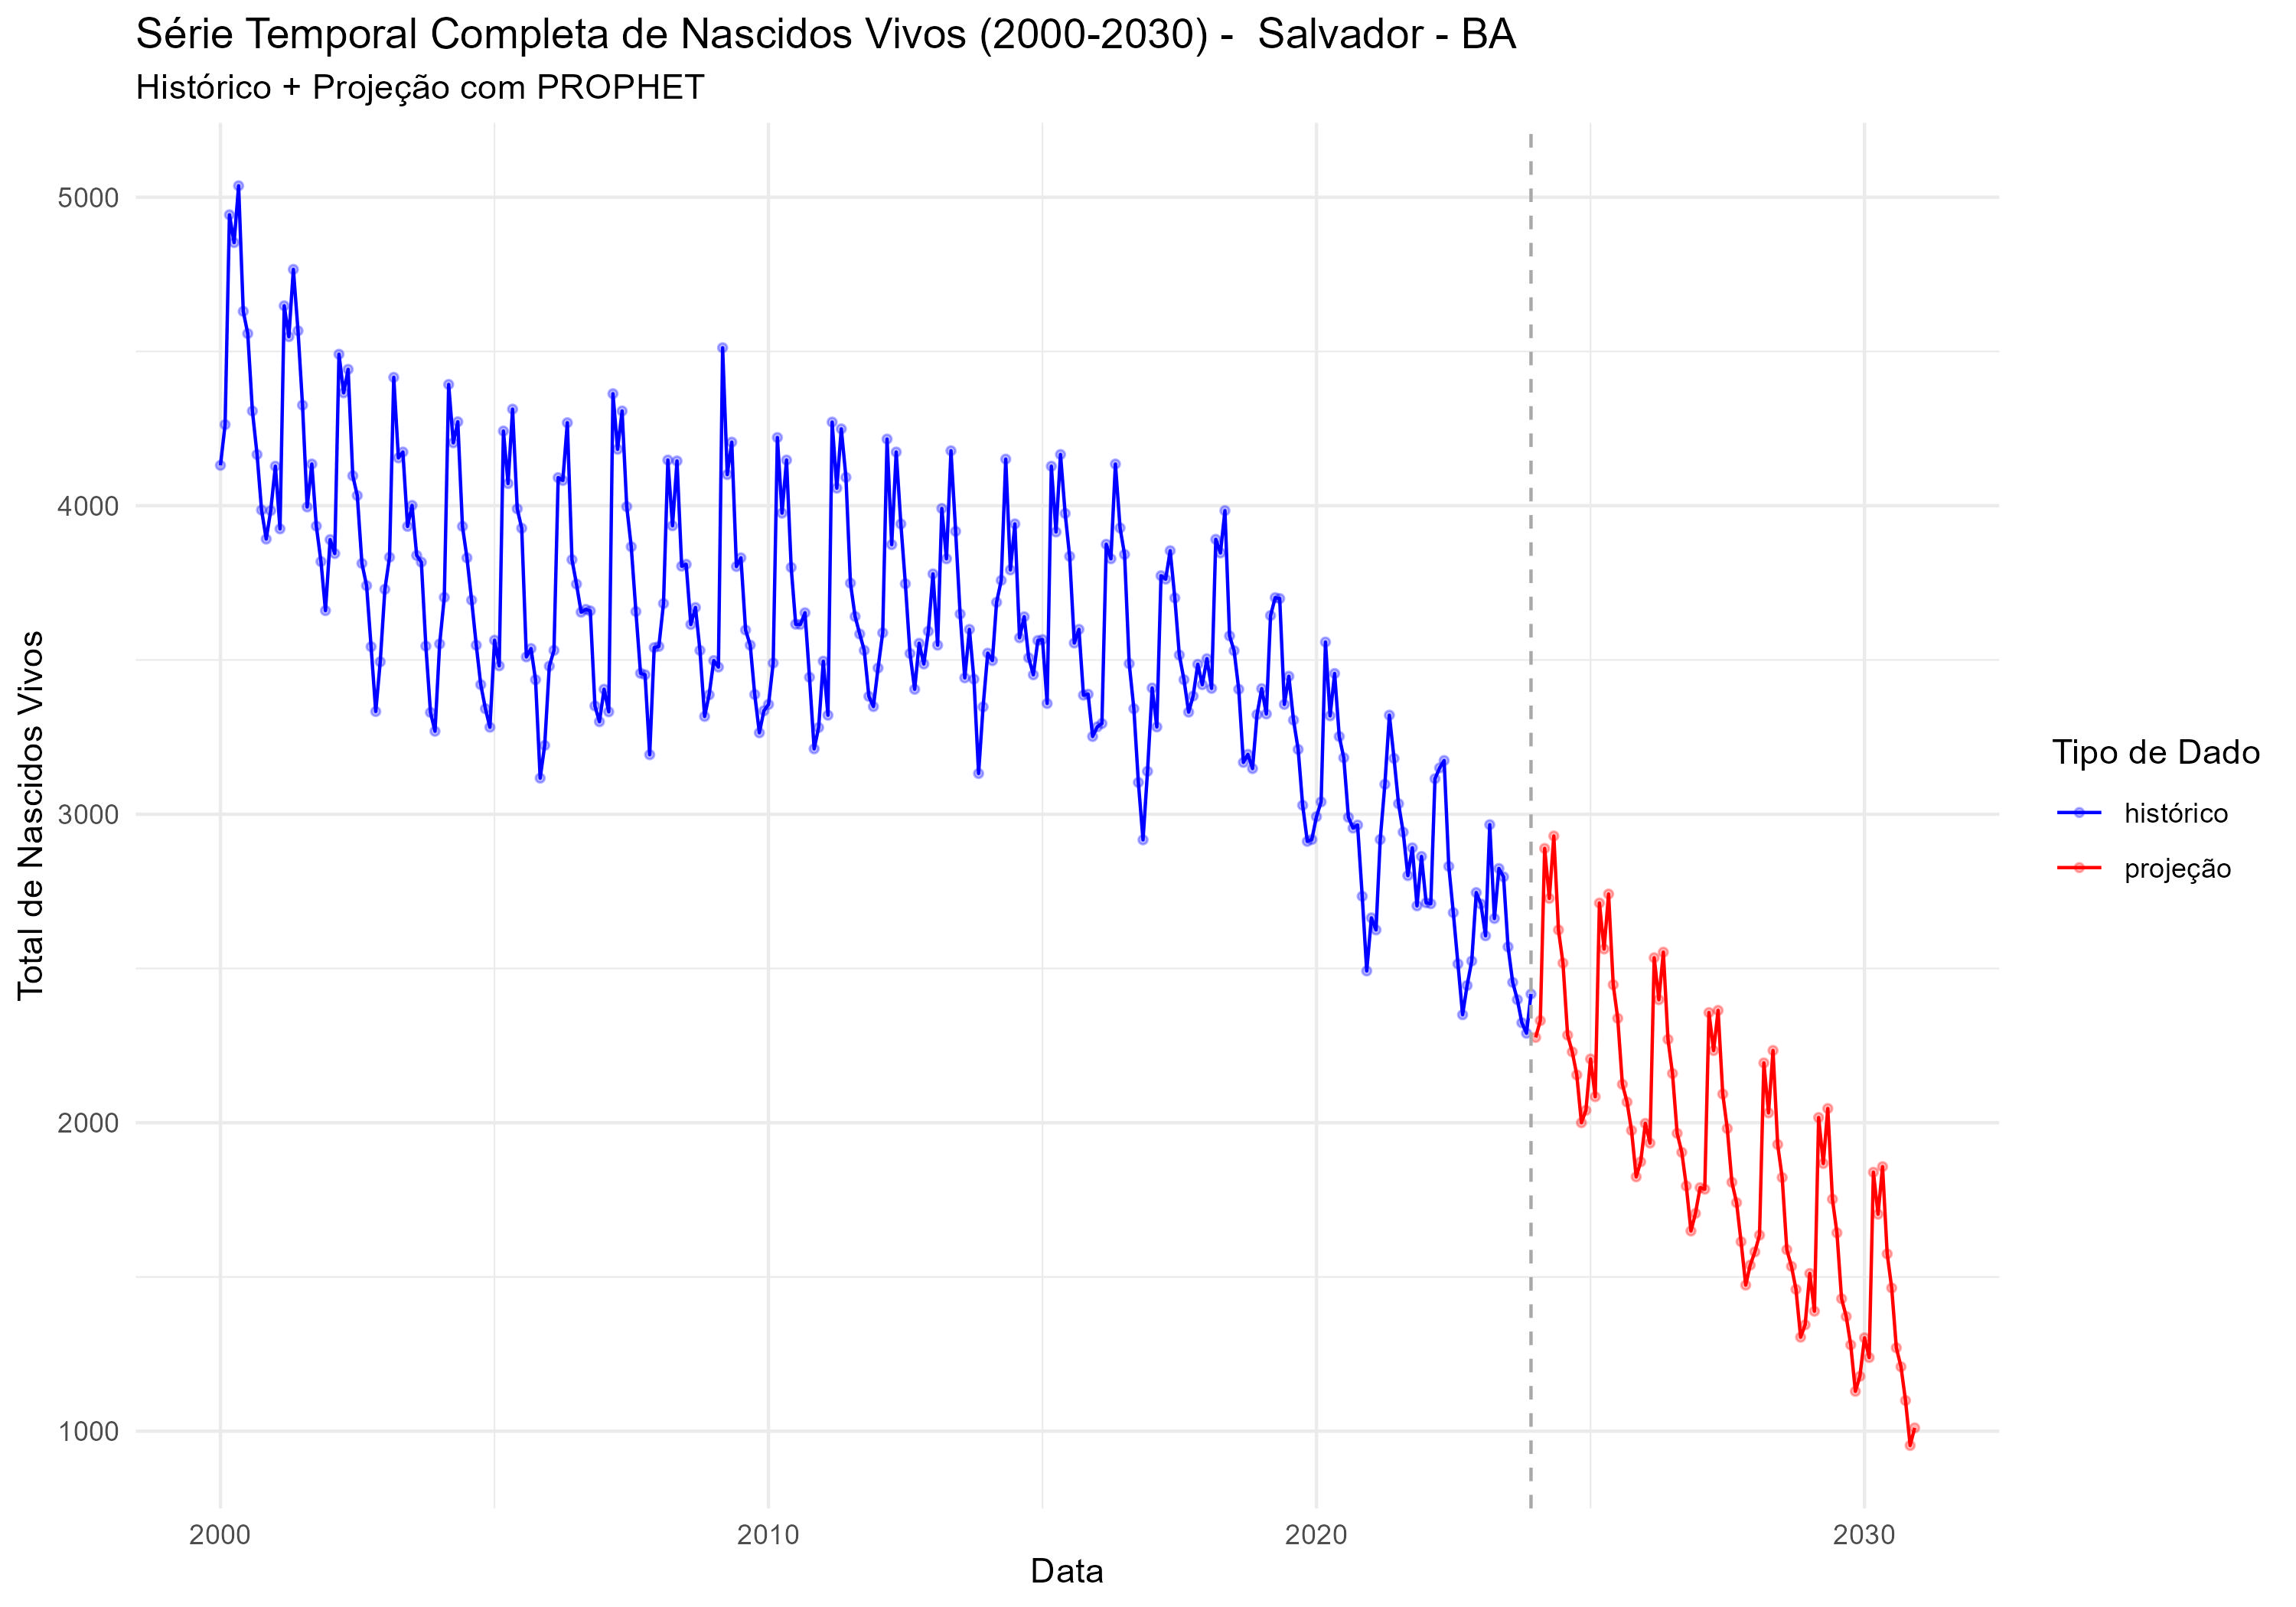 Série Temporal Completa de Nascidos Vivos (2000-2030) -  Salvador - BA
Histórico + Projeção com PROPHET
Total de Nascidos Vivos
5000
4000
3000
2000
1000
2000
2010
2020
2030
Data
Tipo de Dado
histórico
projeção